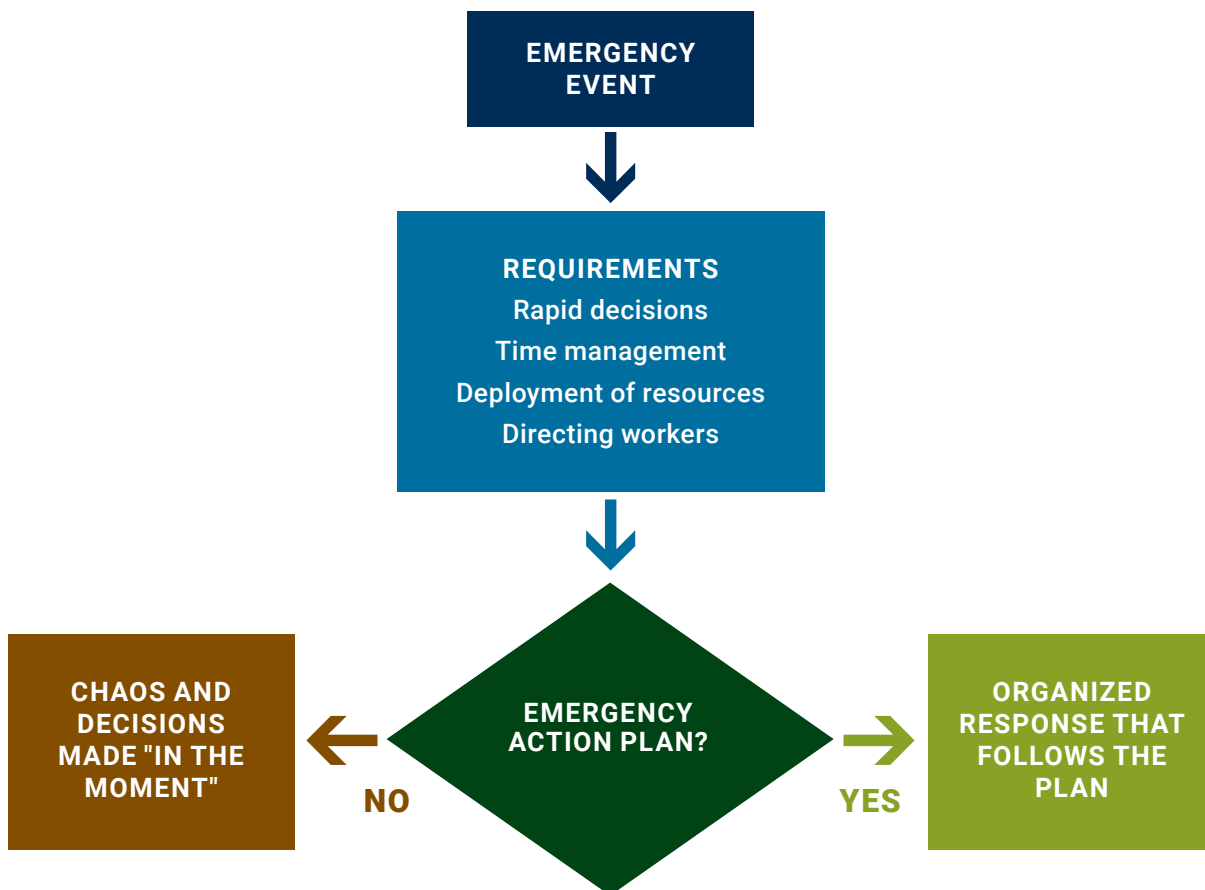 EMERGENCY
EVENT
REQUIREMENTS
Rapid decisions
Time management
Deployment of resources
Directing workers
EMERGENCY
ACTION PLAN?
NO
YES
CHAOS AND
DECISIONS
MADE "IN THE
MOMENT"
ORGANIZED
RESPONSE THAT
FOLLOWS THE
PLAN